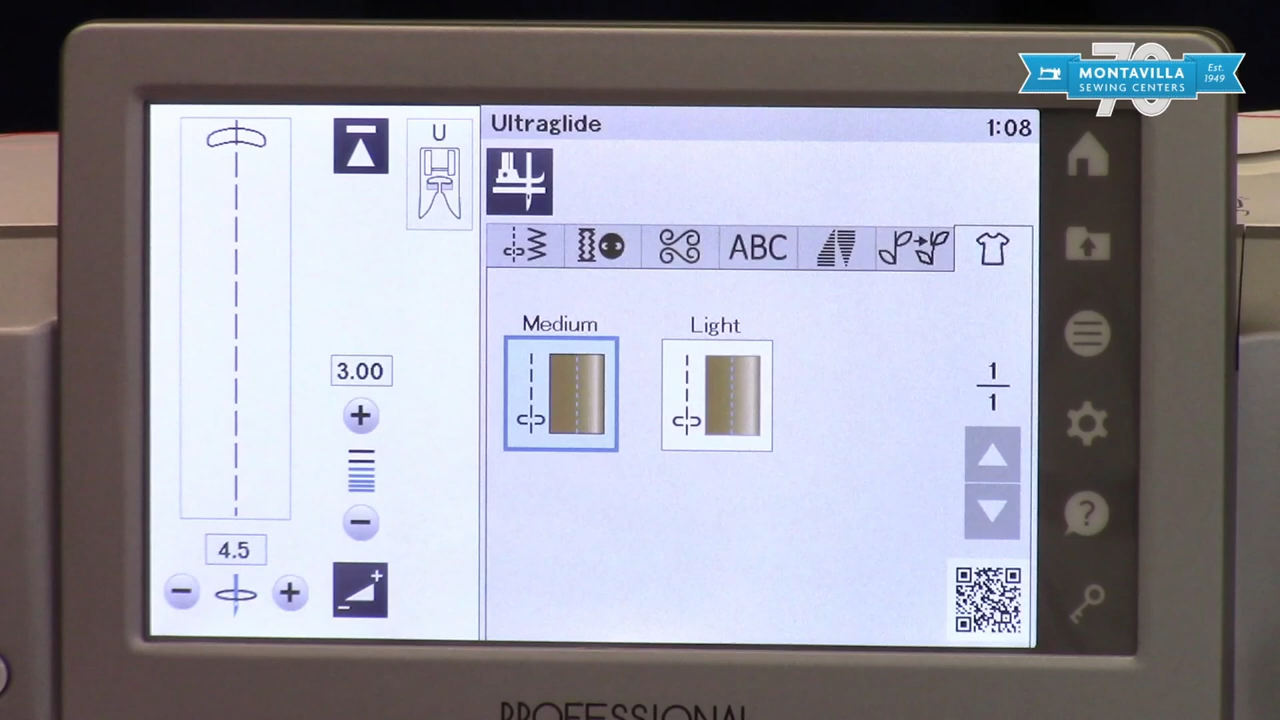 70
MONTAVILLA
SEWING CENTERS
Est.
1949
Ultraglide
1:08
U
ABC
Medium
Light
3.00
1
1
4.5
?
PROFESSIONAL